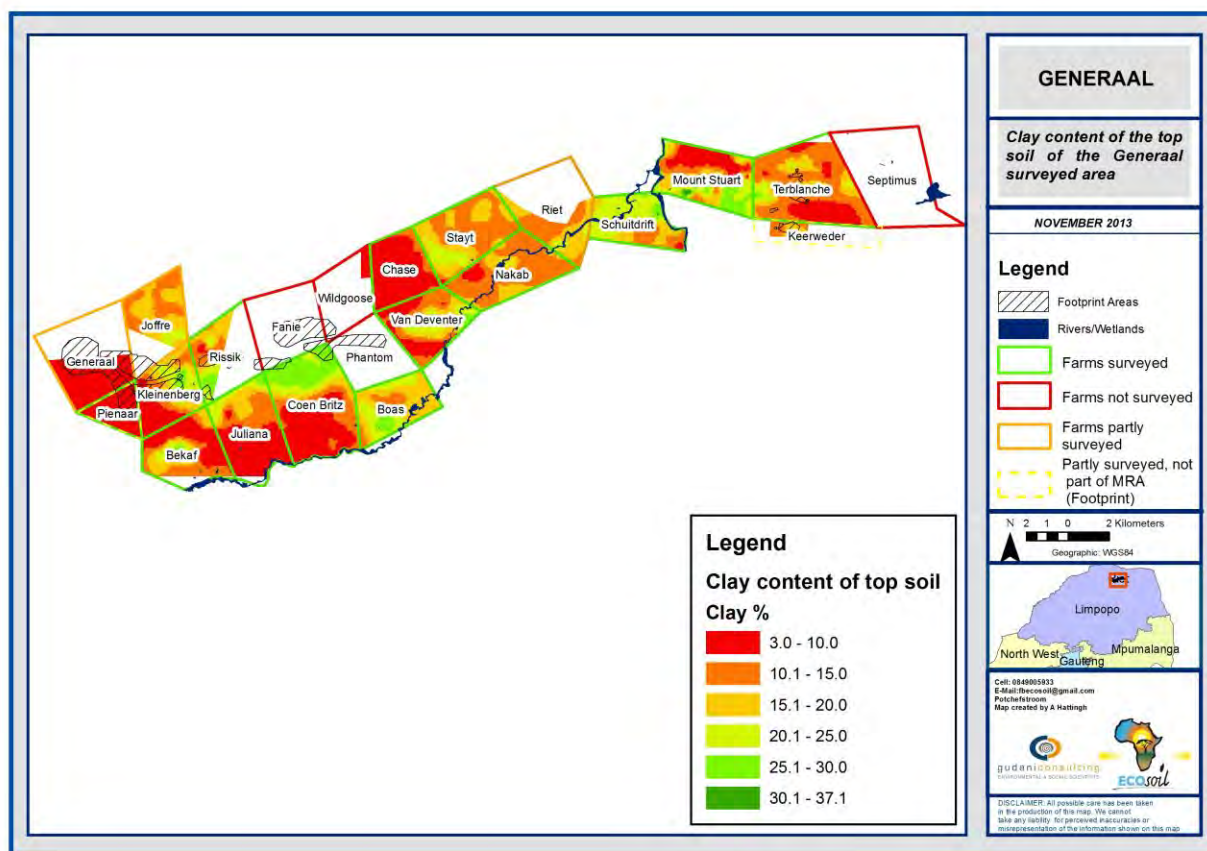 GENERAAL
Clay content of the top
soil of the Generaal
surveyed area
NOVEMBER 2013
Legend
Footprint Areas
Rivers/Wetlands
Farms surveyed
Farms not surveyed
Farms partly
surveyed
Partly surveyed, not
part of MRA
(Footprint)
N 2 1 0 2 Kilometers
Geographic: WGS84
Limpopo
North West
Mpumalanga
Gauteng
Cell: 0849005933
E-Mail:fbecosoil@gmail.com
Potchefstroom
Map created by A Hattingh
gudaniconsulting
ENVIRONMENTAL & SOCIAL SCIENTISTS
ECOsoil
DISCLAIMER: All possible care has been taken
in the production of this map. We cannot
take any liability for perceived inaccuracies or
misrepresentation of the information shown on this map
Mount Stuart
Terblanche
Septimus
Keerweder
Riet
Schuitdrift
Stayt
Nakab
Chase
Wildgoose
Van Deventer
Fanie
Phantom
Joffre
Rissik
Generaal
Kleinenberg
Pienaar
Coen Britz
Boas
Juliana
Bekaf
Legend
Clay content of top soil
Clay %
3.0 - 10.0
10.1 - 15.0
15.1 - 20.0
20.1 - 25.0
25.1 - 30.0
30.1 - 37.1